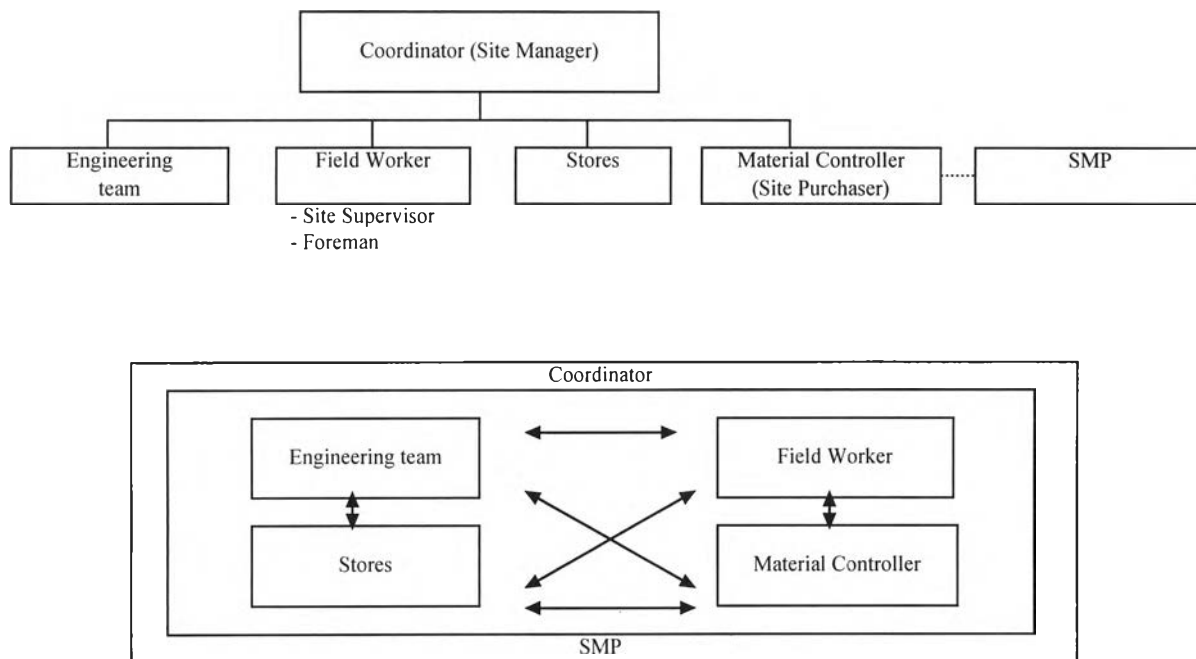 Coordinator (Site Manager)
Engineering
team
Field Worker
Stores
Material Controller
(Site Purchaser)
SMP
- Site Supervisor
- Foreman
Coordinator
Engineering team
Field Worker
Stores
Material Controller
SMP